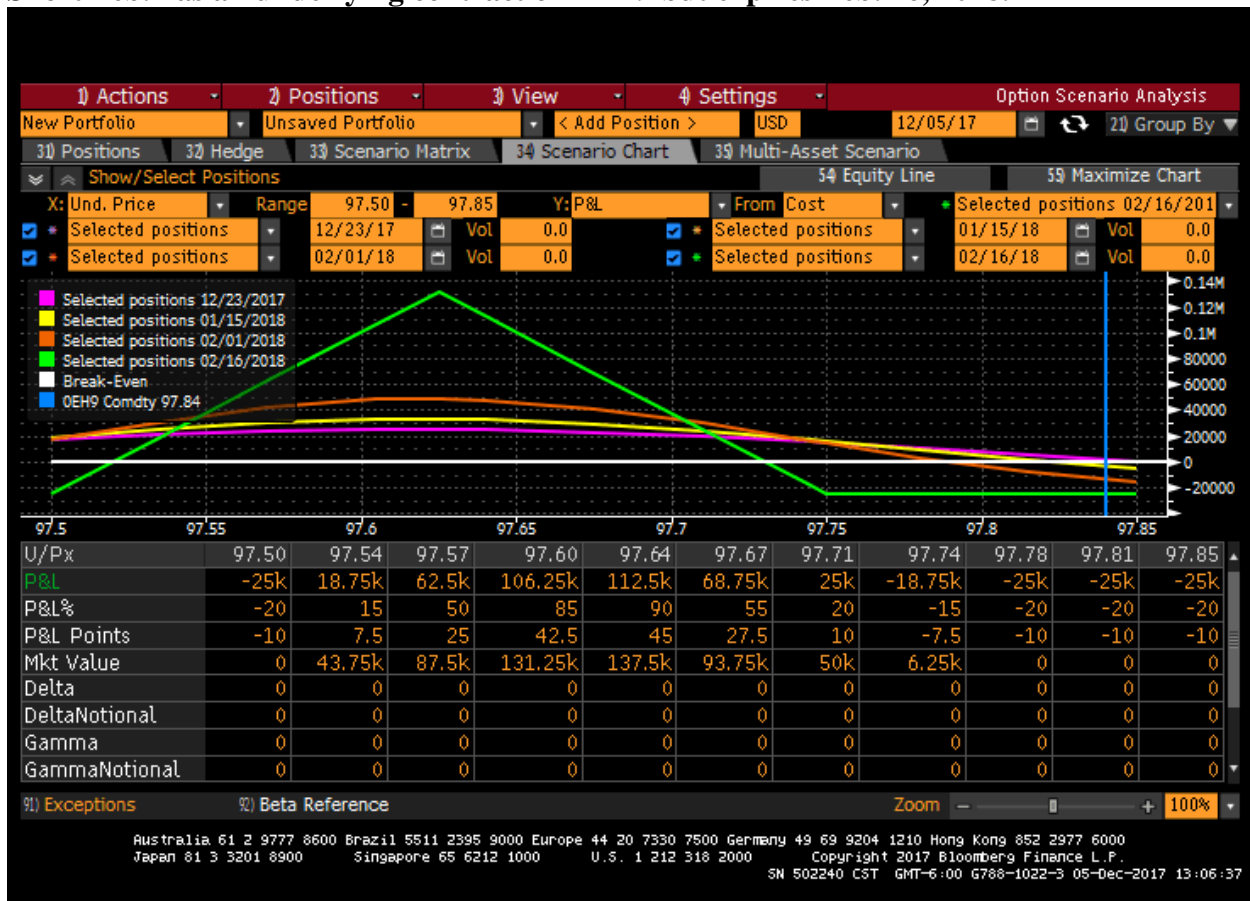 1) Actions 2) Positions 3) View 4) Settings Option Scenario Analysis
New Portfolio Unsaved Portfolio < Add Position > USD 12/05/17 21) Group By
31) Positions 32) Hedge 33) Scenario Matrix 34) Scenario Chart 35) Multi-Asset Scenario
Show/Select Positions 54) Equity Line 55) Maximize Chart
X: Und. Price Range 97.50 - 97.85 Y: P&L From Cost Selected positions 02/16/201
Selected positions 12/23/17 Vol 0.0 Selected positions 01/15/18 Vol 0.0
Selected positions 02/01/18 Vol 0.0 Selected positions 02/16/18 Vol 0.0
Selected positions 12/23/2017
Selected positions 01/15/2018
Selected positions 02/01/2018
Selected positions 02/16/2018
Break-Even
0EH9 Comdty 97.84
0.14M
0.12M
0.1M
80000
60000
40000
20000
0
-20000
97.5 97.55 97.6 97.65 97.7 97.75 97.8 97.85
U/Px 97.50 97.54 97.57 97.60 97.64 97.67 97.71 97.74 97.78 97.81 97.85
P&L -25k 18.75k 62.5k 106.25k 112.5k 68.75k 25k -18.75k -25k -25k -25k
P&L% -20 15 50 85 90 55 20 -15 -20 -20 -20
P&L Points -10 7.5 25 42.5 45 27.5 10 -7.5 -10 -10 -10
Mkt Value 0 43.75k 87.5k 131.25k 137.5k 93.75k 50k 6.25k 0 0 0
Delta 0 0 0 0 0 0 0 0 0 0 0
DeltaNotional 0 0 0 0 0 0 0 0 0 0 0
Gamma 0 0 0 0 0 0 0 0 0 0 0
GammaNotional 0 0 0 0 0 0 0 0 0 0 0
91) Exceptions 92) Beta Reference Zoom - + 100%
Australia 61 2 9777 8600 Brazil 5511 2395 9000 Europe 44 20 7330 7500 Germany 49 69 9204 1210 Hong Kong 852 2977 6000
Japan 81 3 3201 8900 Singapore 65 6212 1000 U.S. 1 212 318 2000 Copyright 2017 Bloomberg Finance L.P.
SN 502240 CST GMT-6:00 G788-1022-3 05-Dec-2017 13:06:37